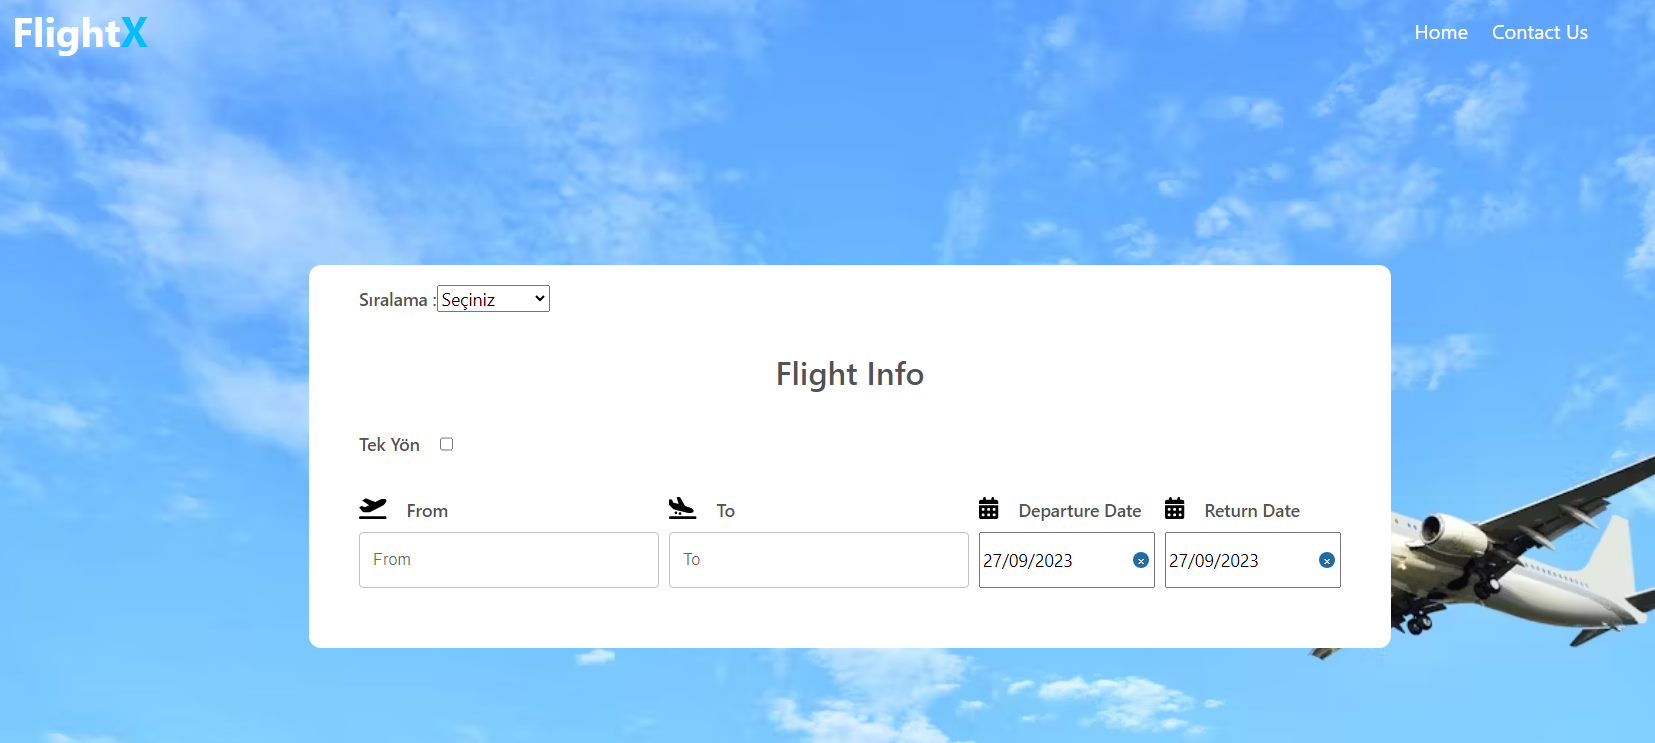 FlightX
Home Contact Us
Sıralama : Seçiniz
Flight Info
Tek Yön
From To Departure Date Return Date
From To 27/09/2023 27/09/2023